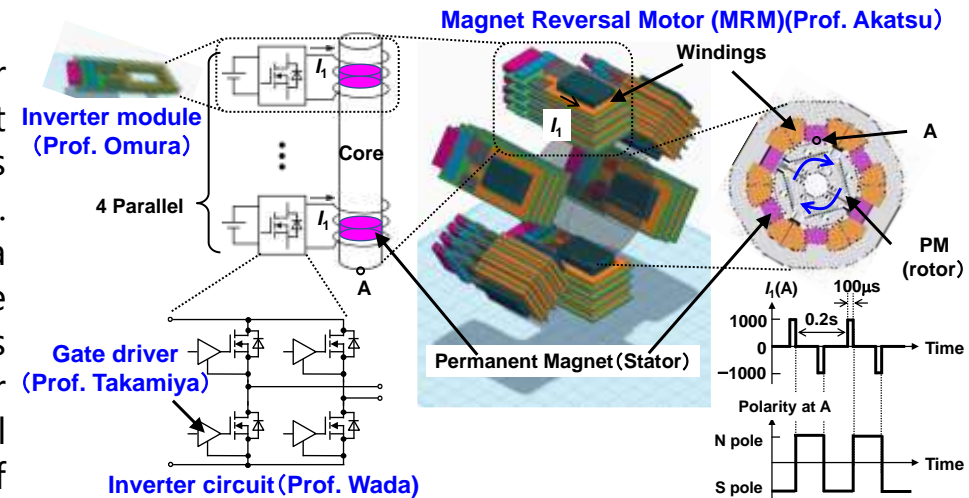 Magnet Reversal Motor (MRM)(Prof. Akatsu）
r
t
s
.
a
e
s
r
l
f
Inverter module
（Prof. Omura）
4 Parallel
I1
Core
I1
A
Windings
I1
A
PM
(rotor)
Permanent Magnet（Stator）
Gate driver
（Prof. Takamiya）
Inverter circuit（Prof. Wada)
I1(A)
100μs
1000
0.2s
0
Time
−1000
Polarity at A
N pole
Time
S pole